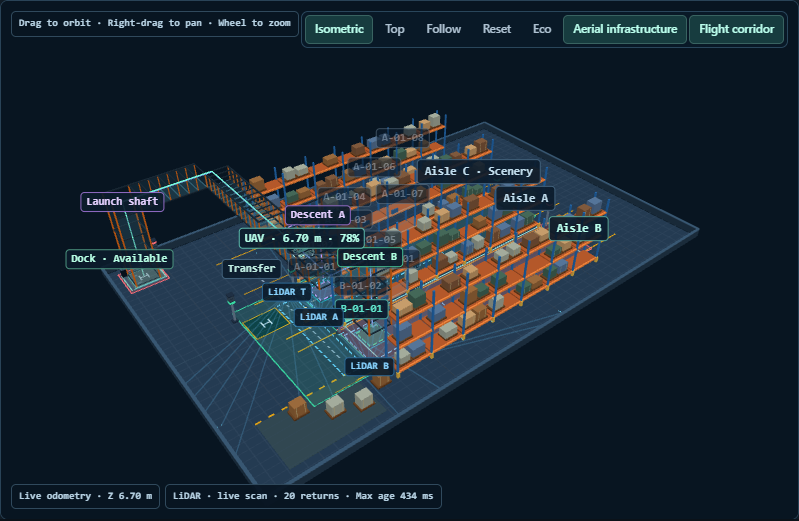 Drag to orbit · Right-drag to pan · Wheel to zoom
Isometric
Top
Follow
Reset
Eco
Aerial infrastructure
Flight corridor
A-01-08
A-01-06
Aisle C · Scenery
A-01-04
A-01-07
Aisle A
Launch shaft
Descent A
-03
Aisle B
UAV · 6.70 m · 78%
01-05
Dock · Available
Descent B
01
Transfer
A-01-01
B-01-02
LiDAR T
B-01-01
LiDAR A
LiDAR B
H
H
Live odometry · Z 6.70 m
LiDAR · live scan · 20 returns · Max age 434 ms